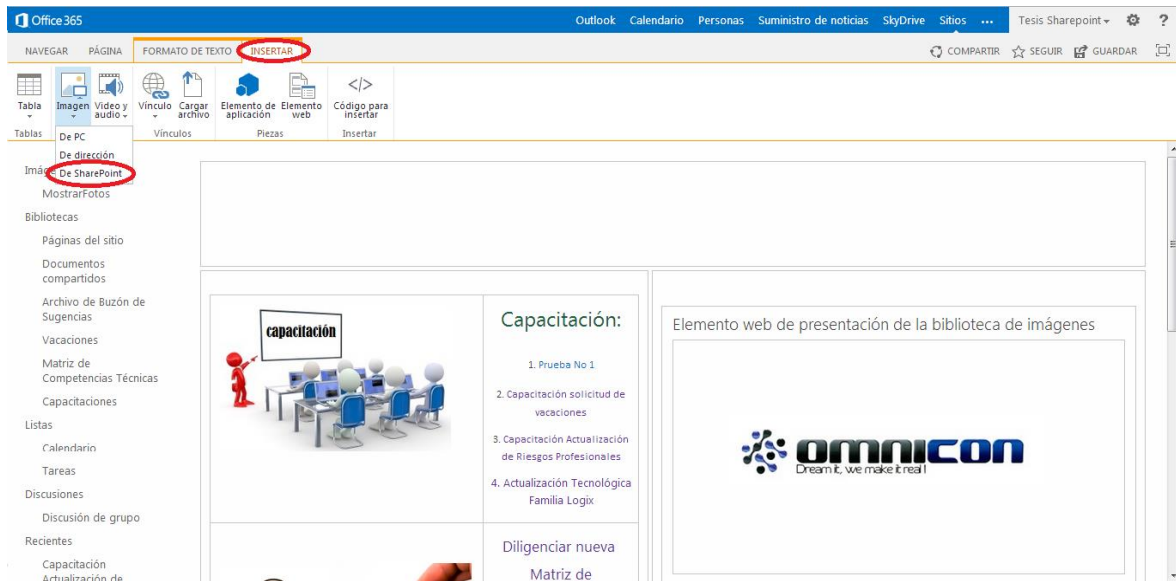 Office 365
Outlook Calendario Personas Suministro de noticias SkyDrive Sitios ... Tesis Sharepoint ?
NAVEGAR PÁGINA FORMATO DE TEXTO INSERTAR
COMPARTIR SEGUIR GUARDAR
Tabla
Imagen
Video y
audio
Vínculo
Cargar
archivo
Elemento de
aplicación
Elemento
web
</>
Código para
insertar
Tablas
Vínculos
Piezas
Insertar
De PC
De dirección
De SharePoint
MostrarFotos
Bibliotecas
Páginas del sitio
Documentos
compartidos
Archivo de Buzón de
Sugencias
Vacaciones
Matriz de
Competencias Técnicas
Capacitaciones
Listas
Calendario
Tareas
Discusiones
Discusión de grupo
Recientes
Capacitación
Actualización de
capacitación
Capacitación:
1. Prueba No 1
2. Capacitación solicitud de
vacaciones
3. Capacitación Actualización
de Riesgos Profesionales
4. Actualización Tecnológica
Familia Logix
Diligenciar nueva
Matriz de
Elemento web de presentación de la biblioteca de imágenes
omnicon
Dream it, we make it real!